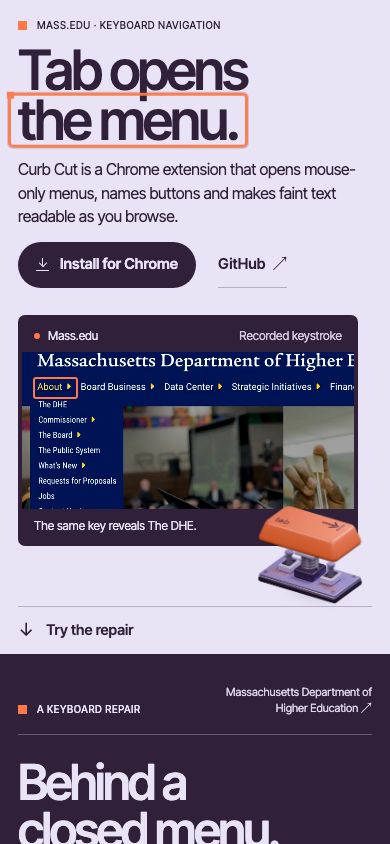 MASS.EDU · KEYBOARD NAVIGATION
Tab opens
the menu.
Curb Cut is a Chrome extension that opens mouse-
only menus, names buttons and makes faint text
readable as you browse.
Install for Chrome
GitHub
Mass.edu
Recorded keystroke
Massachusetts Department of Higher E
About Board Business Data Center Strategic Initiatives Finan
The DHE
Commissioner
The Board
The Public System
What's New
Requests for Proposals
Jobs
The same key reveals The DHE.
tab
Try the repair
Massachusetts Department of
Higher Education
A KEYBOARD REPAIR
Behind a
closed menu.